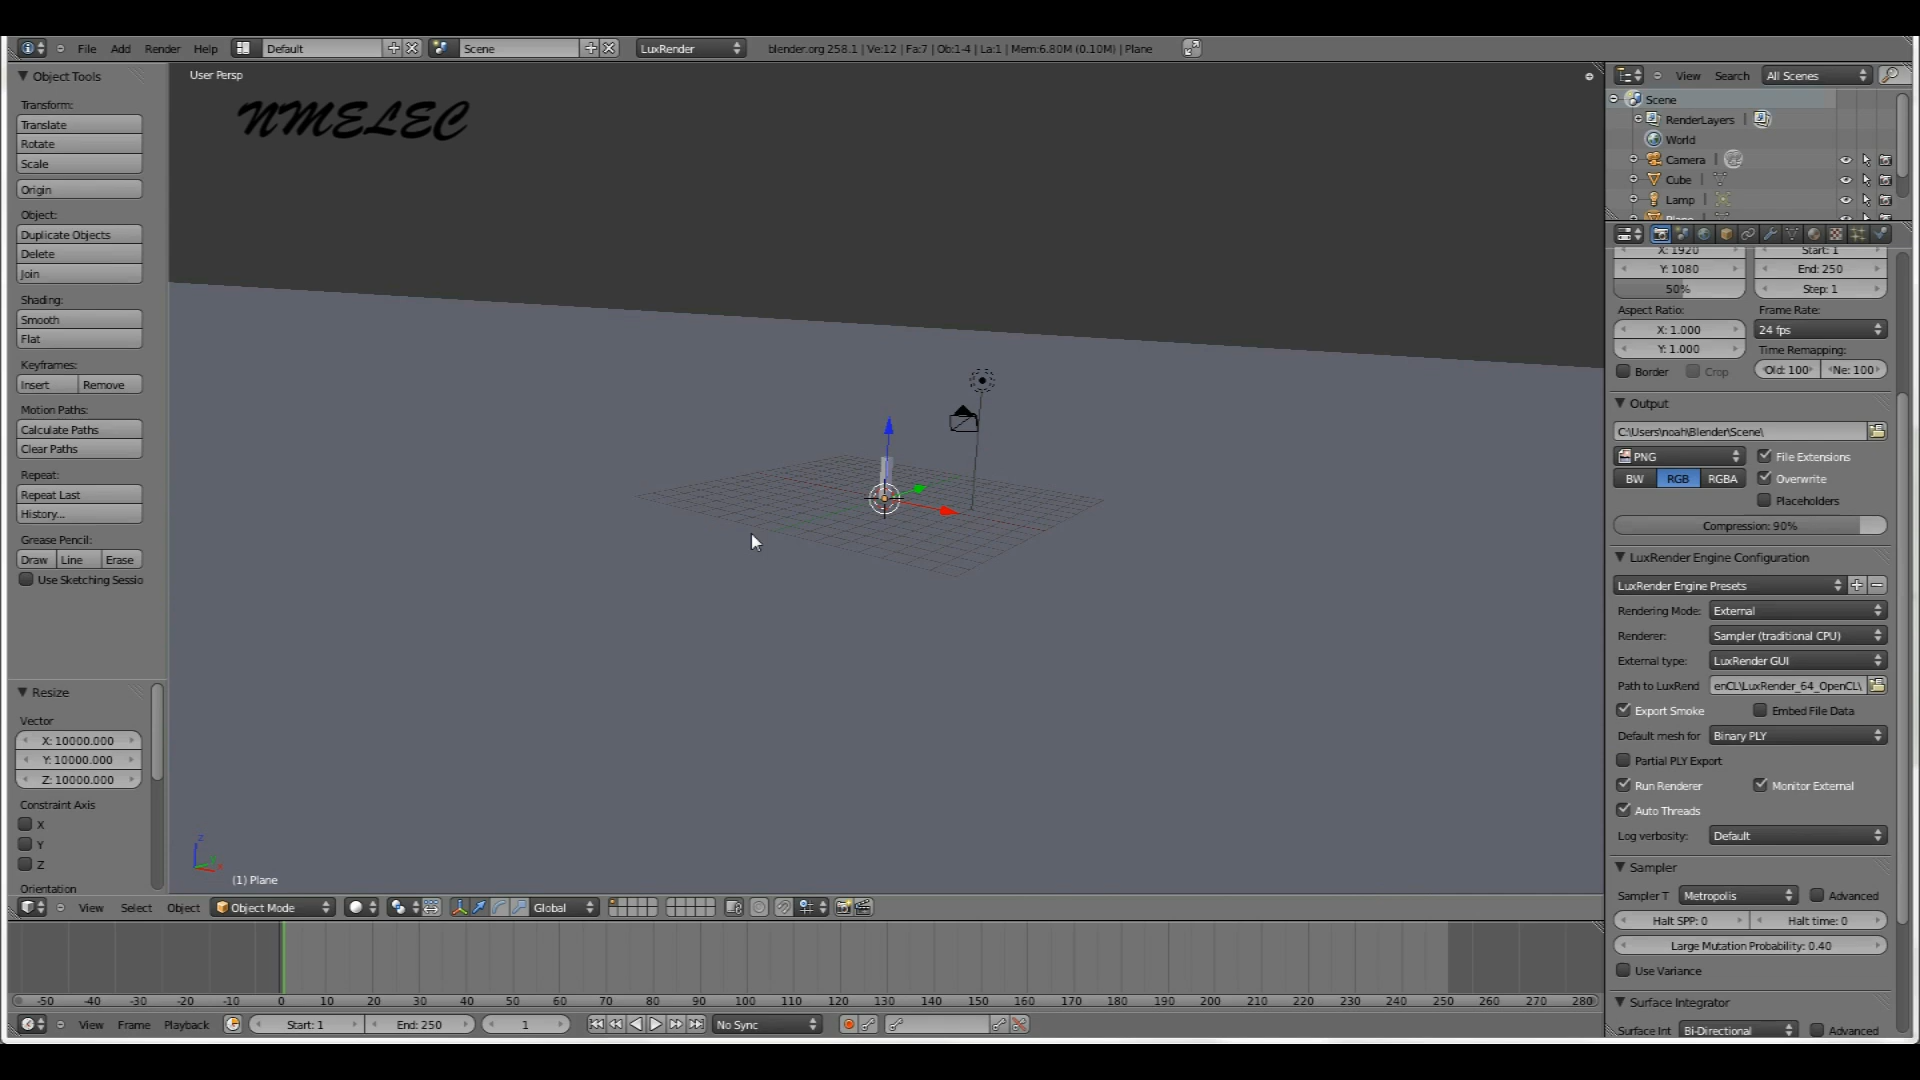 File Add Render Help Default Scene LuxRender blender.org 258.1 | Ve:12 | Fa:7 | Ob:1-4 | La:1 | Mem:6.80M (0.10M) | Plane
Object Tools
Transform:
Translate
Rotate
Scale
Origin
Object:
Duplicate Objects
Delete
Join
Shading:
Smooth
Flat
Keyframes:
Insert Remove
Motion Paths:
Calculate Paths
Clear Paths
Repeat:
Repeat Last
History...
Grease Pencil:
Draw Line Erase
Use Sketching Sessio
Resize
Vector
X: 10000.000
Y: 10000.000
Z: 10000.000
Constraint Axis
X
Y
Z
Orientation
User Persp
NMELEC
(1) Plane
View Select Object Object Mode Global
-50 -40 -30 -20 -10 0 10 20 30 40 50 60 70 80 90 100 110 120 130 140 150 160 170 180 190 200 210 220 230 240 250 260 270 280
View Frame Playback Start: 1 End: 250 1 No Sync
View Search All Scenes
Scene
RenderLayers
World
Camera
Cube
Lamp
Plane
X: 1920 Start: 1
Y: 1080 End: 250
50% Step: 1
Aspect Ratio: Frame Rate:
X: 1.000 24 fps
Y: 1.000 Time Remapping:
Border Crop Old: 100 Ne: 100
Output
C:\Users\noah\Blender\Scene\
PNG File Extensions
BW RGB RGBA Overwrite
Placeholders
Compression: 90%
LuxRender Engine Configuration
LuxRender Engine Presets
Rendering Mode: External
Renderer: Sampler (traditional CPU)
External type: LuxRender GUI
Path to LuxRend enCL\LuxRender_64_OpenCL\
Export Smoke Embed File Data
Default mesh for Binary PLY
Partial PLY Export
Run Renderer Monitor External
Auto Threads
Log verbosity: Default
Sampler
Sampler T Metropolis Advanced
Halt SPP: 0 Halt time: 0
Large Mutation Probability: 0.40
Use Variance
Surface Integrator
Surface Int Bi-Directional Advanced